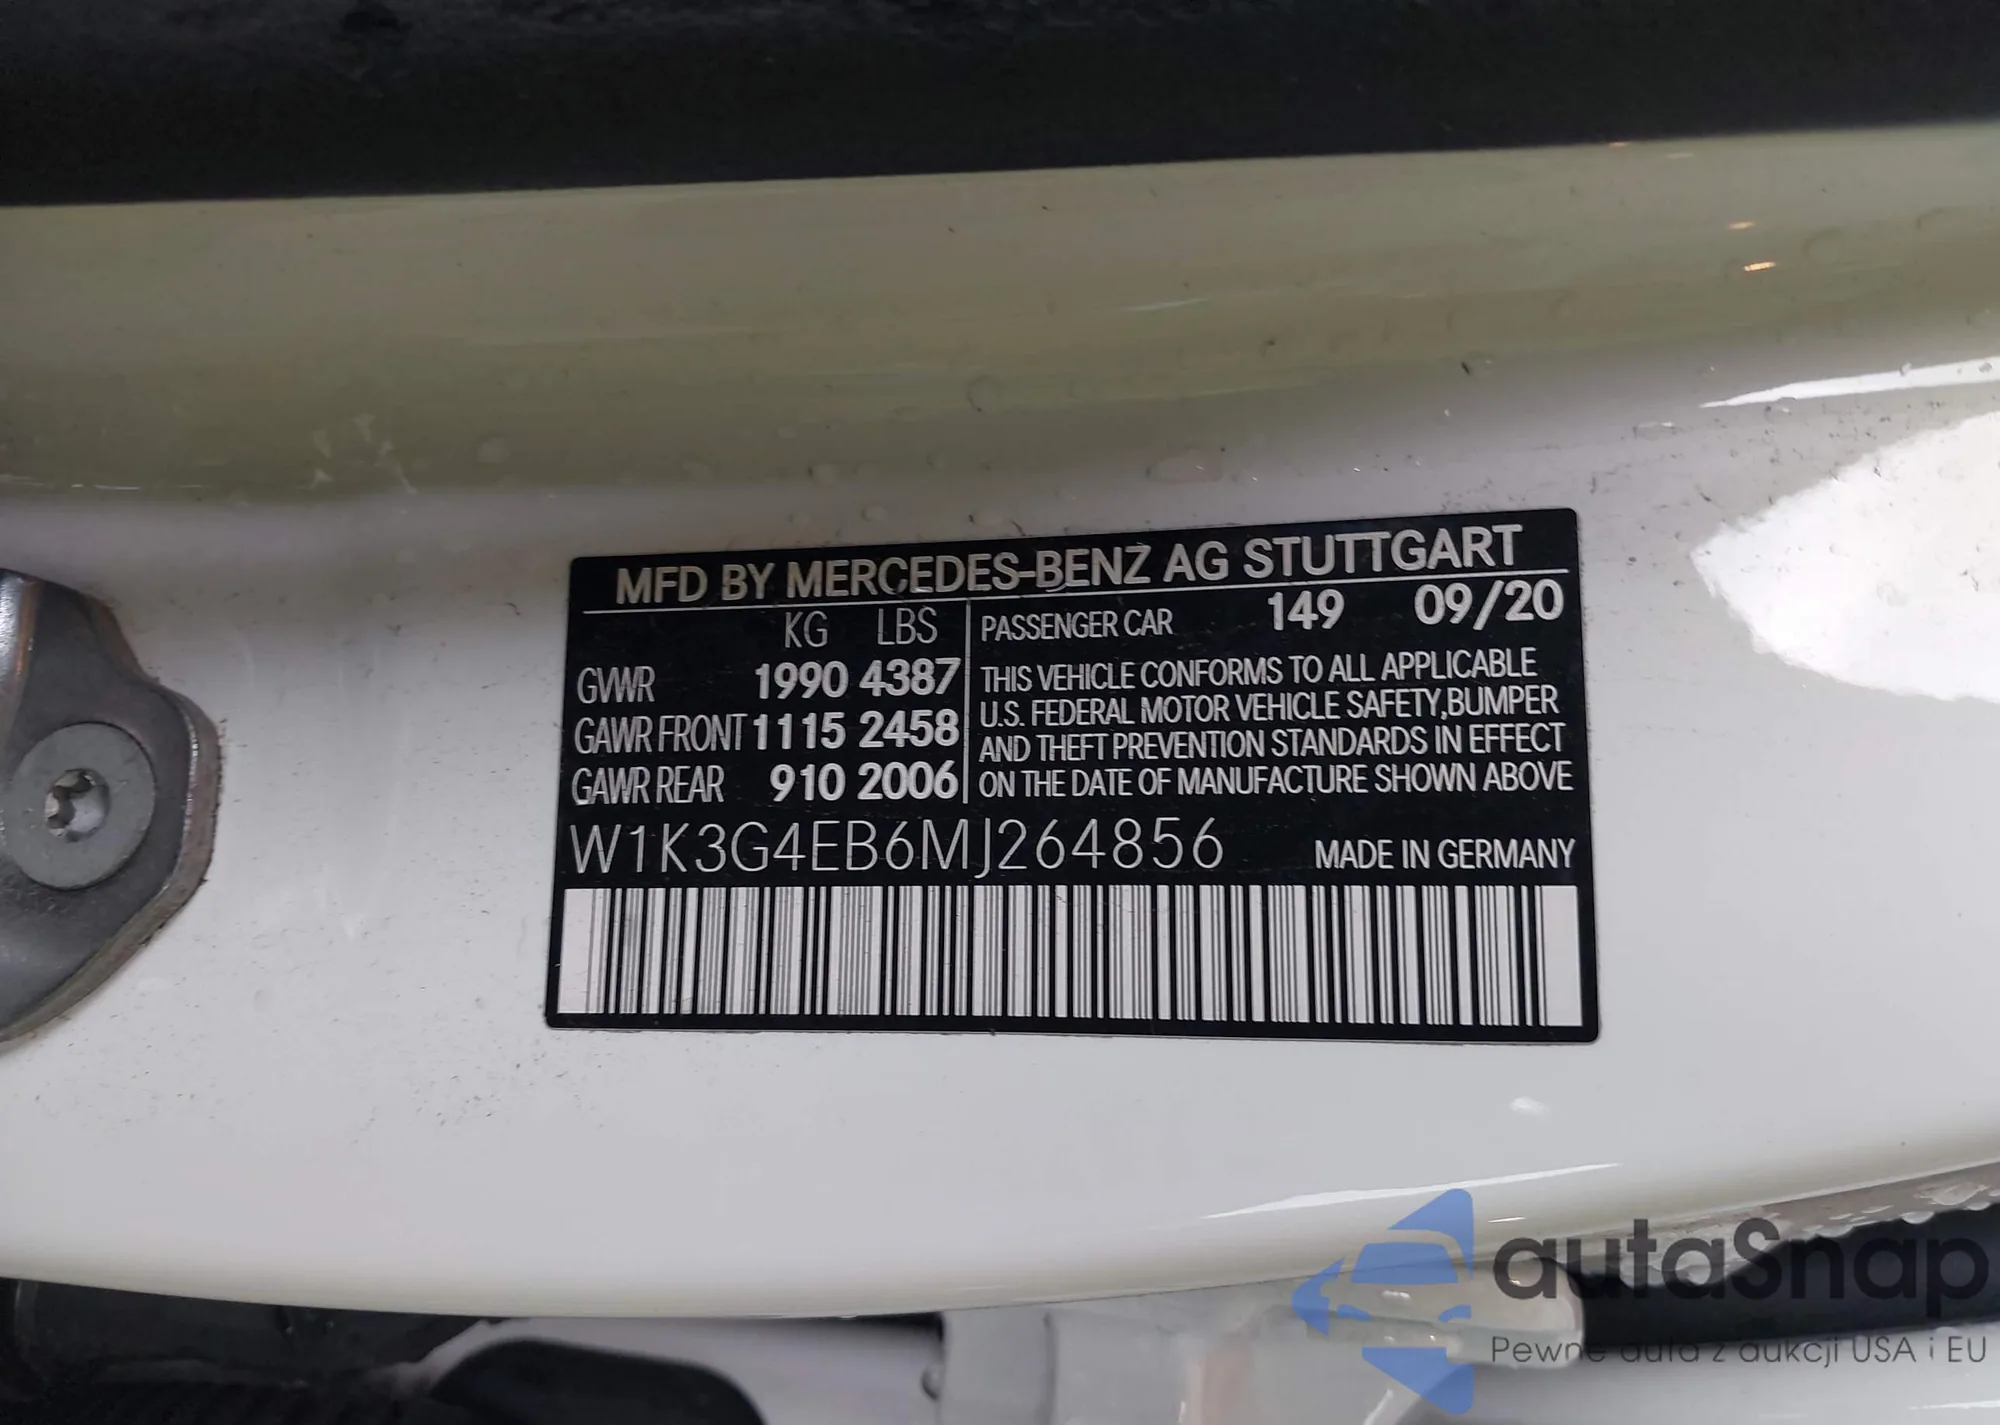 MFD BY MERCEDES-BENZ AG STUTTGART
KG LBS
GVWR 1990 4387
GAWR FRONT 1115 2458
GAWR REAR 910 2006
PASSENGER CAR 149 09/20
THIS VEHICLE CONFORMS TO ALL APPLICABLE
U.S. FEDERAL MOTOR VEHICLE SAFETY,BUMPER
AND THEFT PREVENTION STANDARDS IN EFFECT
ON THE DATE OF MANUFACTURE SHOWN ABOVE
W1K3G4EB6MJ264856 MADE IN GERMANY
autaSnap
Pewne auta z aukcji USA i EU